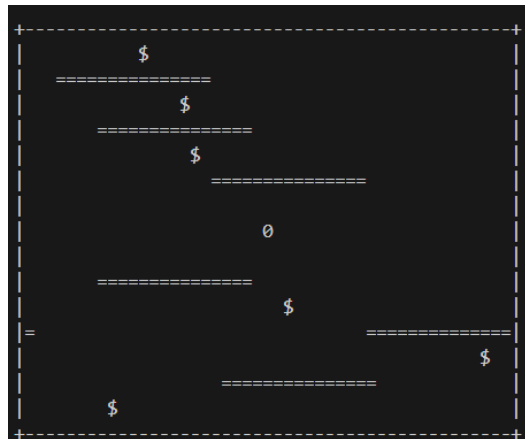 +-----------------------------------------------+
|           $                                   |
|   ===============                             |
|               $                               |
|       ===============                         |
|                $                              |
|                  ===============              |
|                                               |
|                       0                       |
|                                               |
|       ===============                         |
|                         $                     |
|=                                ==============|
|                                            $  |
|                   ===============             |
|        $                                      |
+-----------------------------------------------+